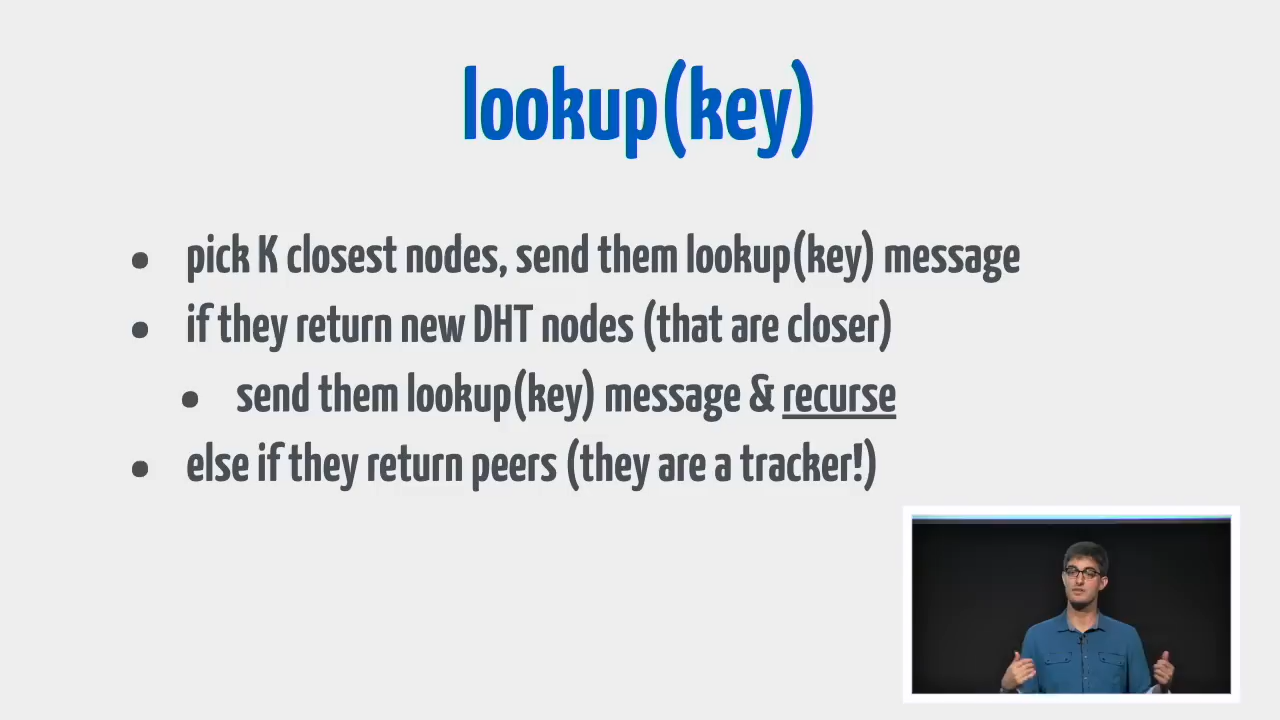 lookup(key)
pick K closest nodes, send them lookup(key) message
if they return new DHT nodes (that are closer)
send them lookup(key) message & recurse
else if they return peers (they are a tracker!)